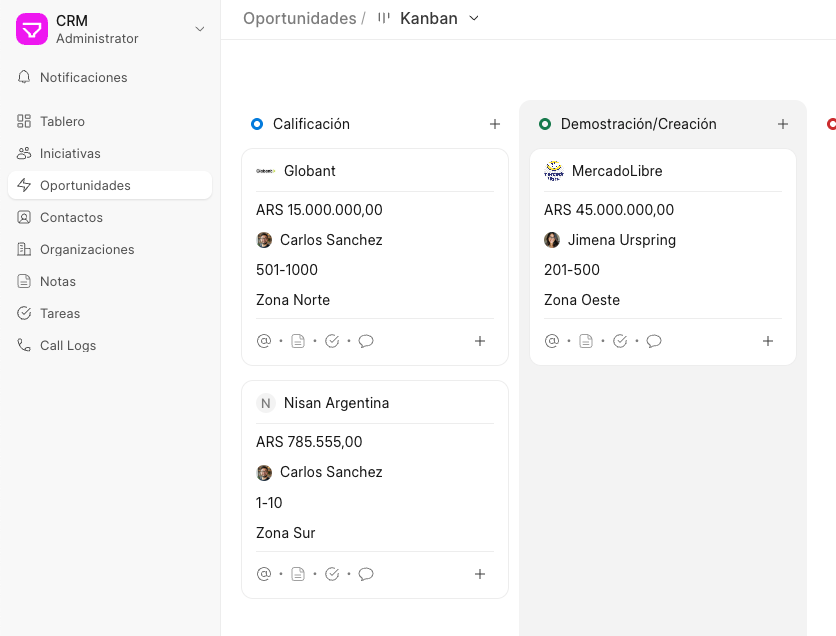 CRM
Administrator
Notificaciones
Tablero
Iniciativas
Oportunidades
Contactos
Organizaciones
Notas
Tareas
Call Logs
Oportunidades / Kanban
Calificación
Globant
ARS 15.000.000,00
Carlos Sanchez
501-1000
Zona Norte
N Nisan Argentina
ARS 785.555,00
Carlos Sanchez
1-10
Zona Sur
Demostración/Creación
MercadoLibre
ARS 45.000.000,00
Jimena Urspring
201-500
Zona Oeste